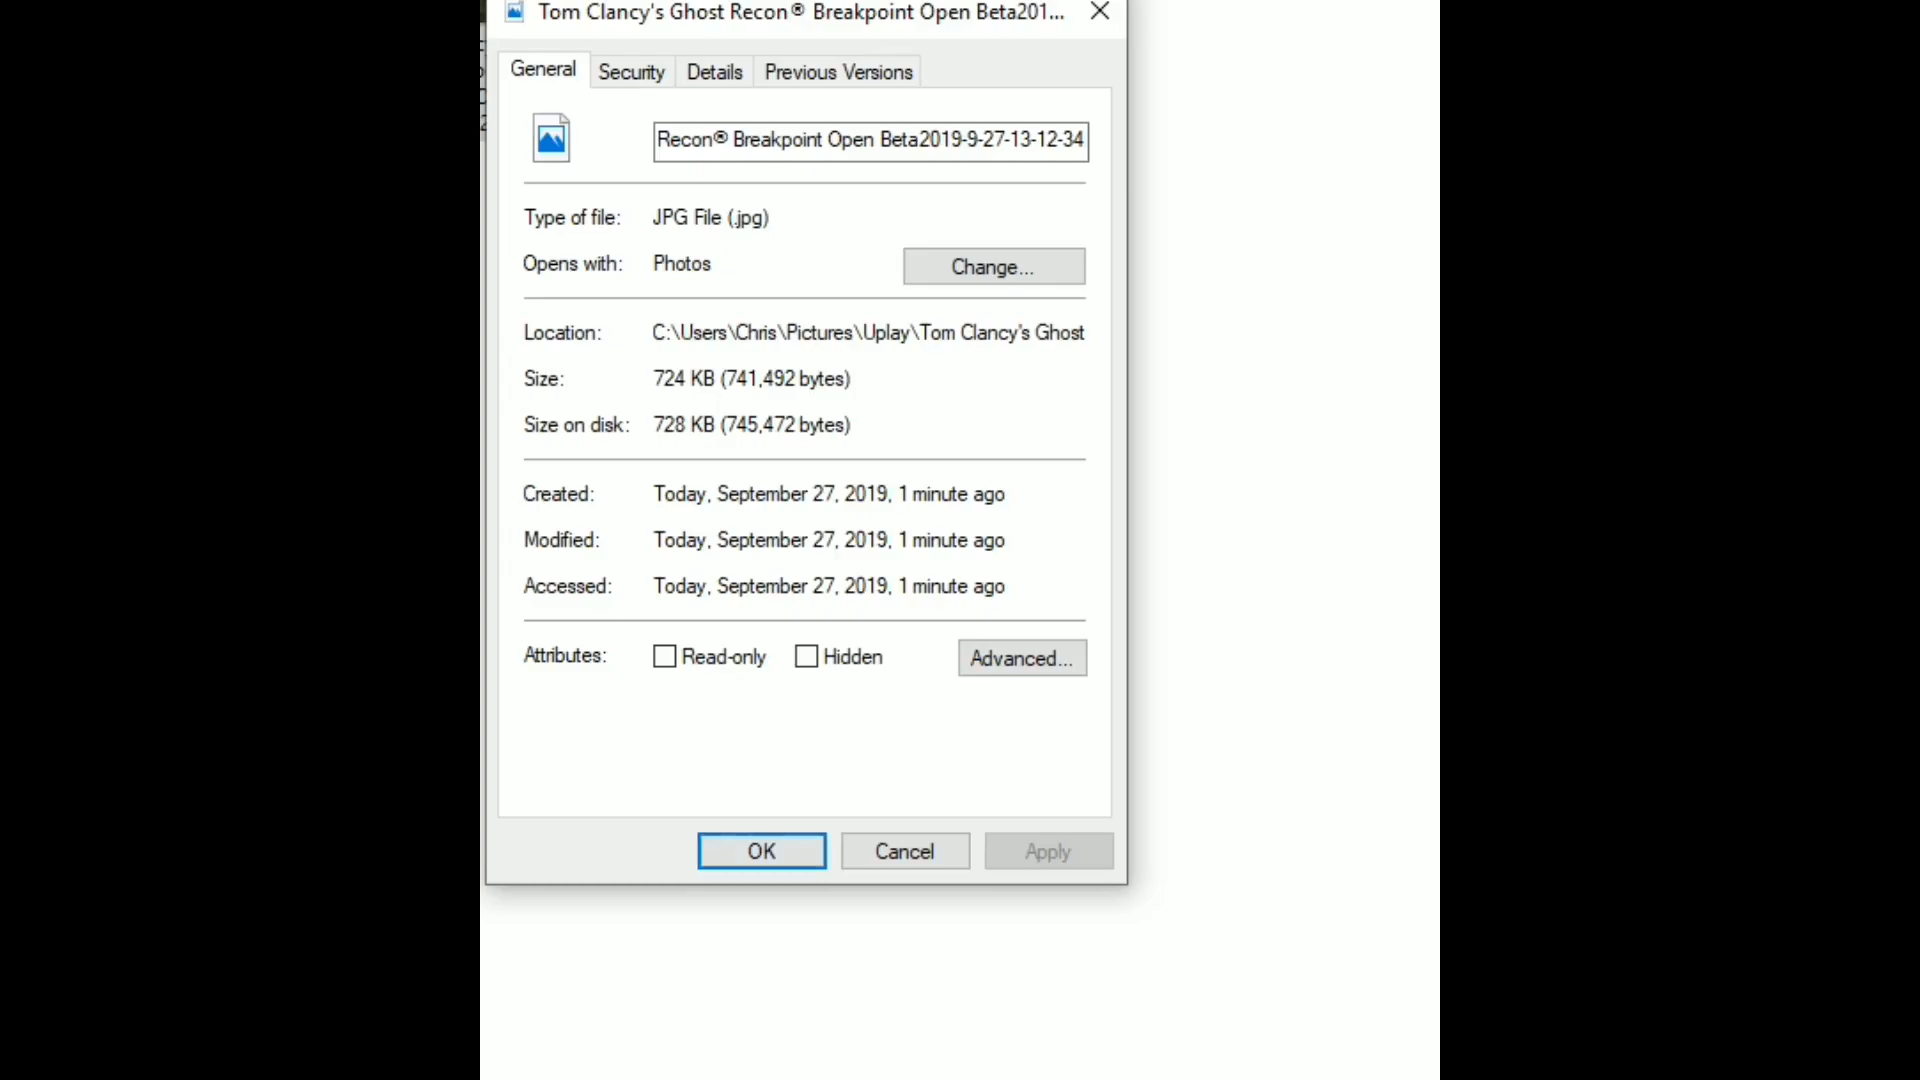 Tom Clancy's Ghost Recon® Breakpoint Open Beta201...
General Security Details Previous Versions
Recon® Breakpoint Open Beta2019-9-27-13-12-34
Type of file: JPG File (.jpg)
Opens with: Photos Change...
Location: C:\Users\Chris\Pictures\Uplay\Tom Clancy's Ghost
Size: 724 KB (741,492 bytes)
Size on disk: 728 KB (745,472 bytes)
Created: Today, September 27, 2019, 1 minute ago
Modified: Today, September 27, 2019, 1 minute ago
Accessed: Today, September 27, 2019, 1 minute ago
Attributes: Read-only Hidden Advanced...
OK Cancel Apply